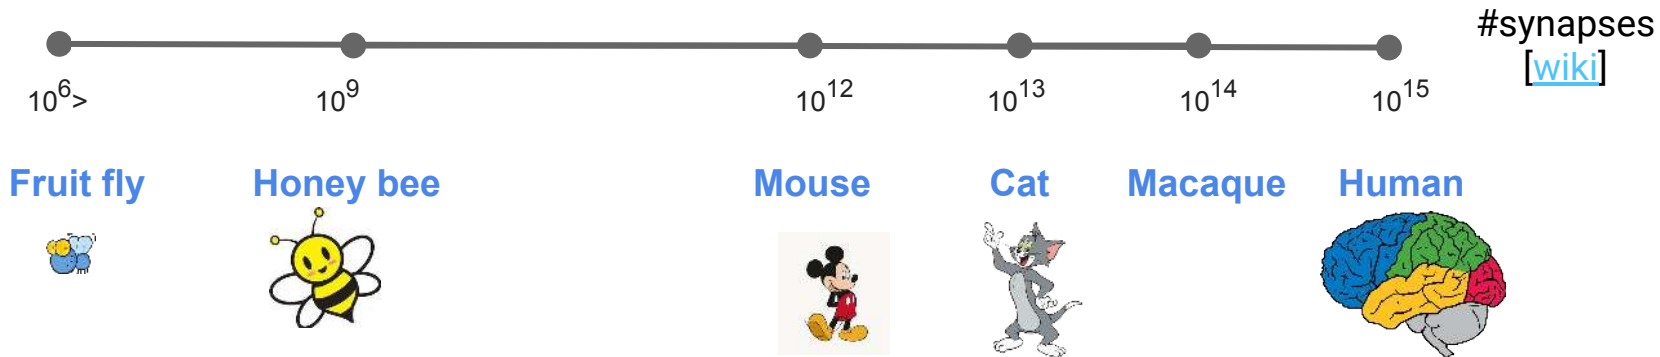 #synapses
[wiki]
10⁶> 10⁹ 10¹² 10¹³ 10¹⁴ 10¹⁵
Fruit fly Honey bee Mouse Cat Macaque Human